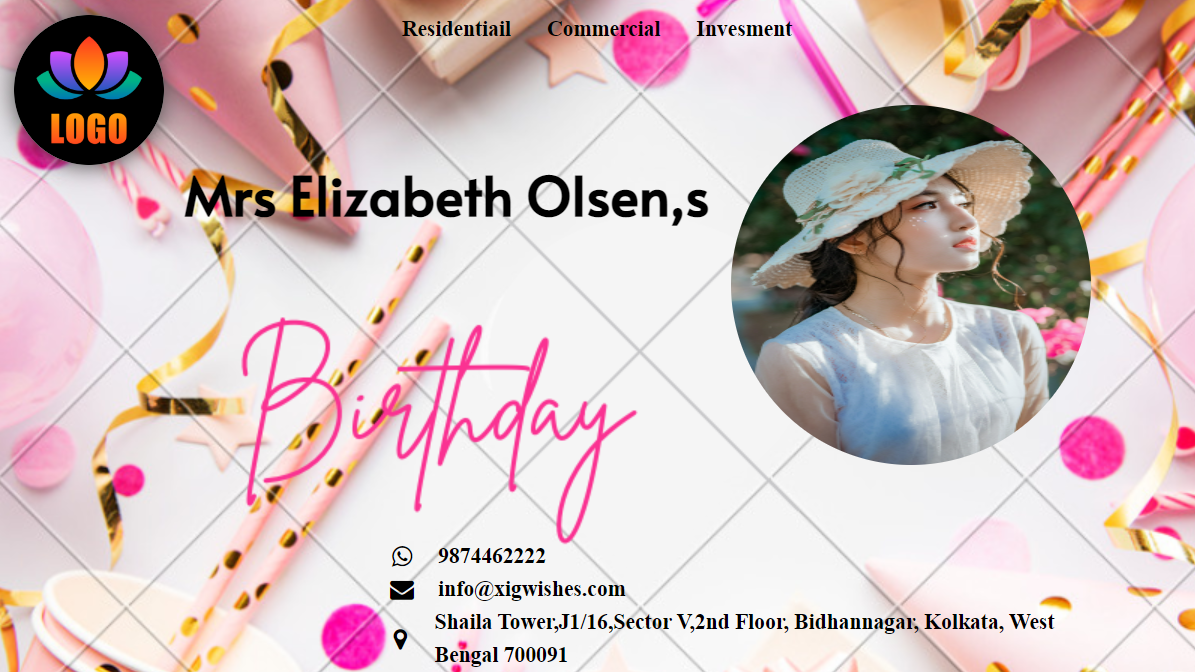 Residentiail Commercial Invesment
LOGO
Mrs Elizabeth Olsen,s
Birthday
9874462222
info@xigwishes.com
Shaila Tower,J1/16,Sector V,2nd Floor, Bidhannagar, Kolkata, West
Bengal 700091